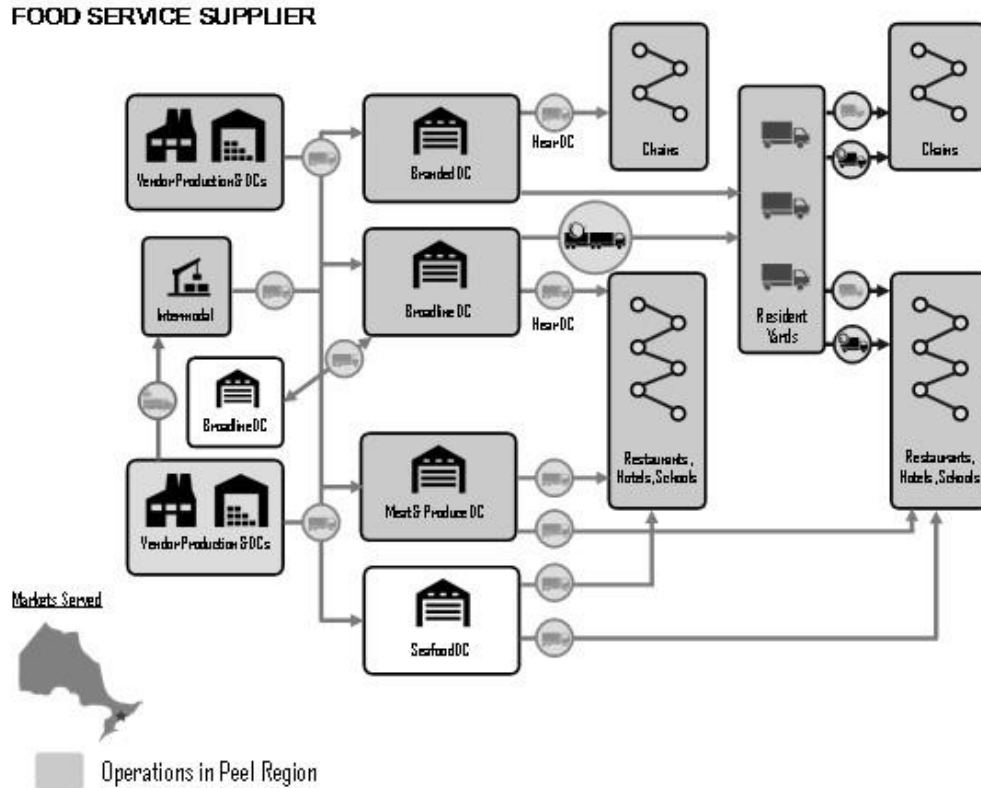 FOOD SERVICE SUPPLIER
Vendor Production & DCs
Branded DC
Near DC
Chains
Chains
Intermodal
Broadline DC
Near DC
Resident
Yards
Broadline DC
Restaurants,
Hotels, Schools
Restaurants,
Hotels, Schools
Vendor Production & DCs
Meat & Produce DC
Seafood DC
Markets Served
Operations in Peel Region